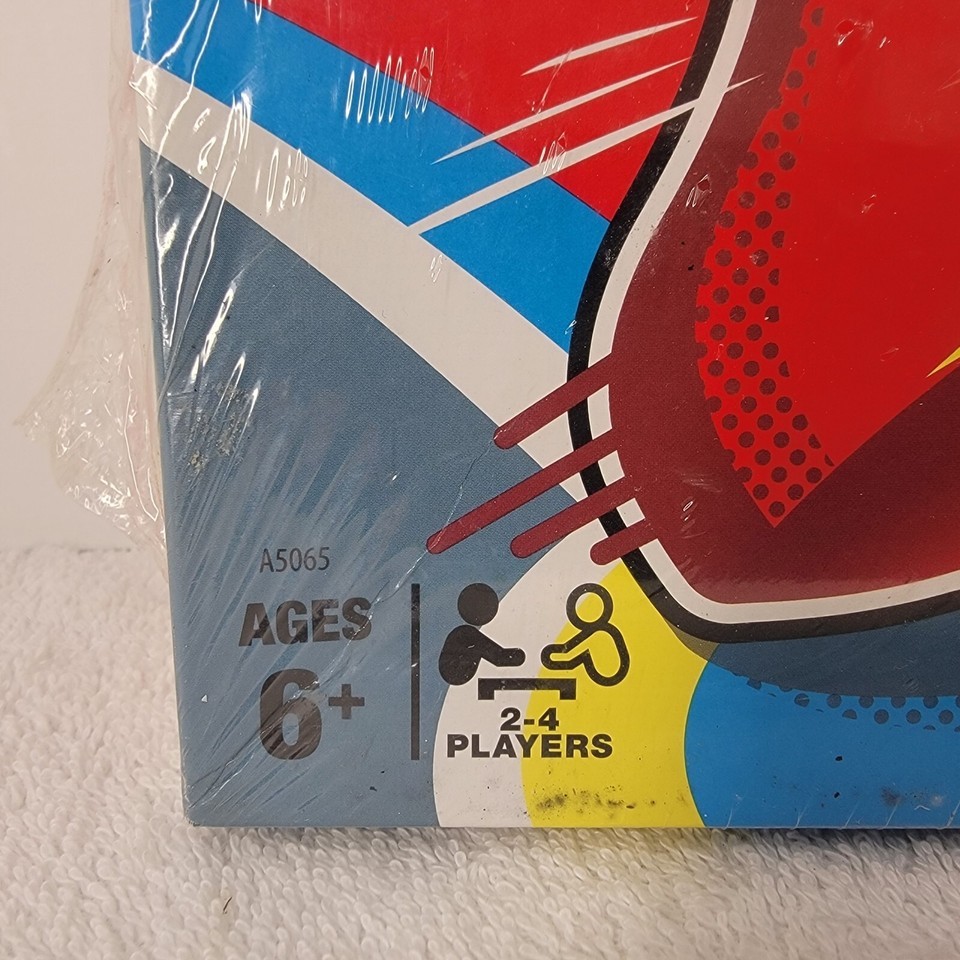 A5065
AGES
6+
2-4
PLAYERS